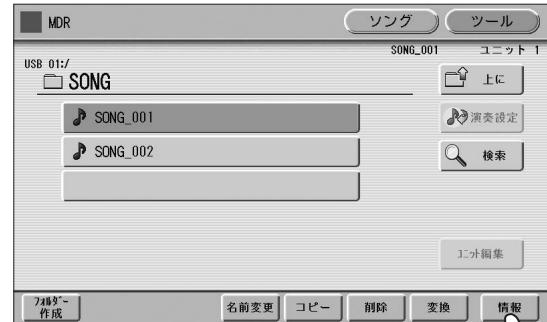 MDR
ソング
ツール
SONG_001 ユニット 1
USB 01:/
SONG
上に
SONG_001
演奏設定
SONG_002
検索
ユニット編集
フォルダー
作成
名前変更
コピー
削除
変換
情報